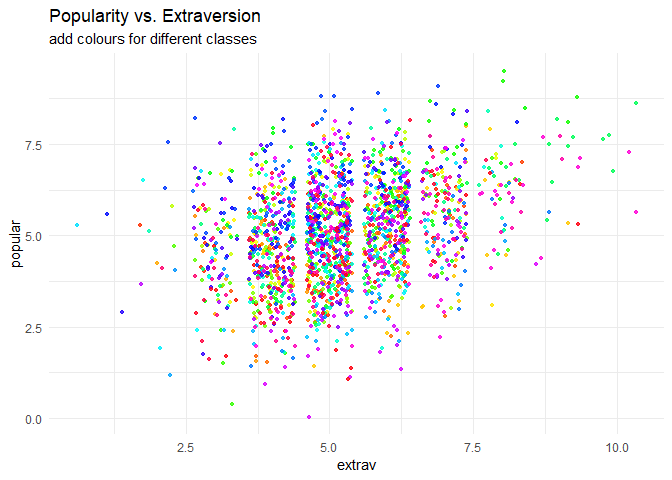 Popularity vs. Extraversion
add colours for different classes
popular
7.5
5.0
2.5
0.0
2.5 5.0 7.5 10.0
extrav